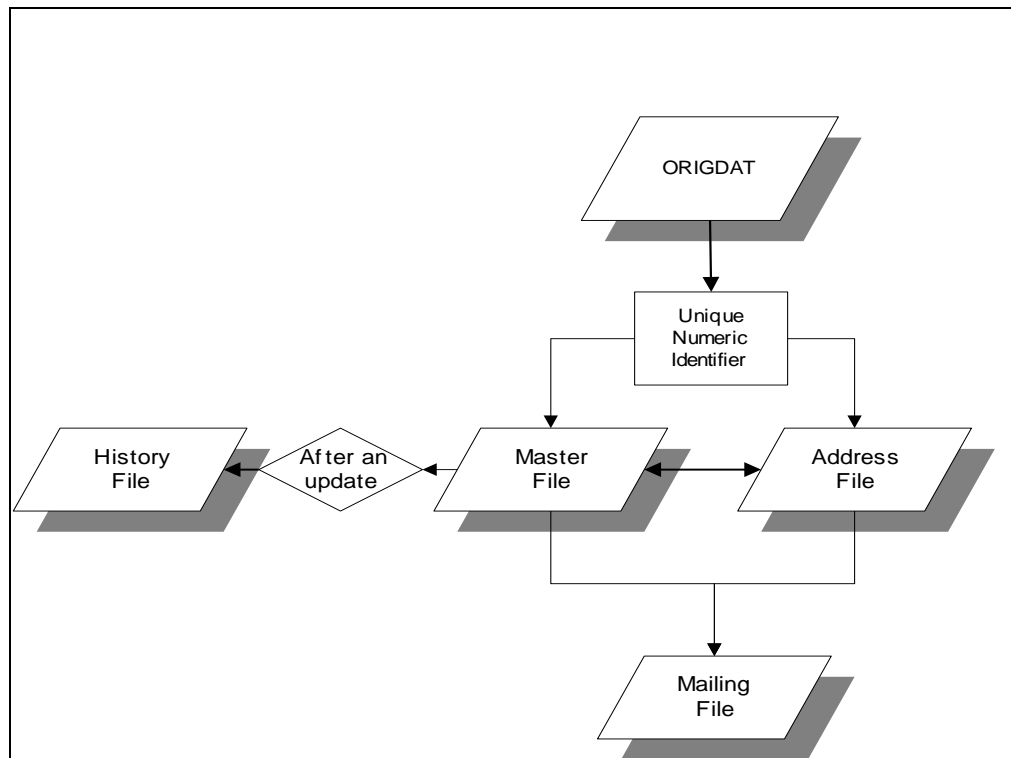 ORIGDAT
Unique
Numeric
Identifier
History
File
After an
update
Master
File
Address
File
Mailing
File